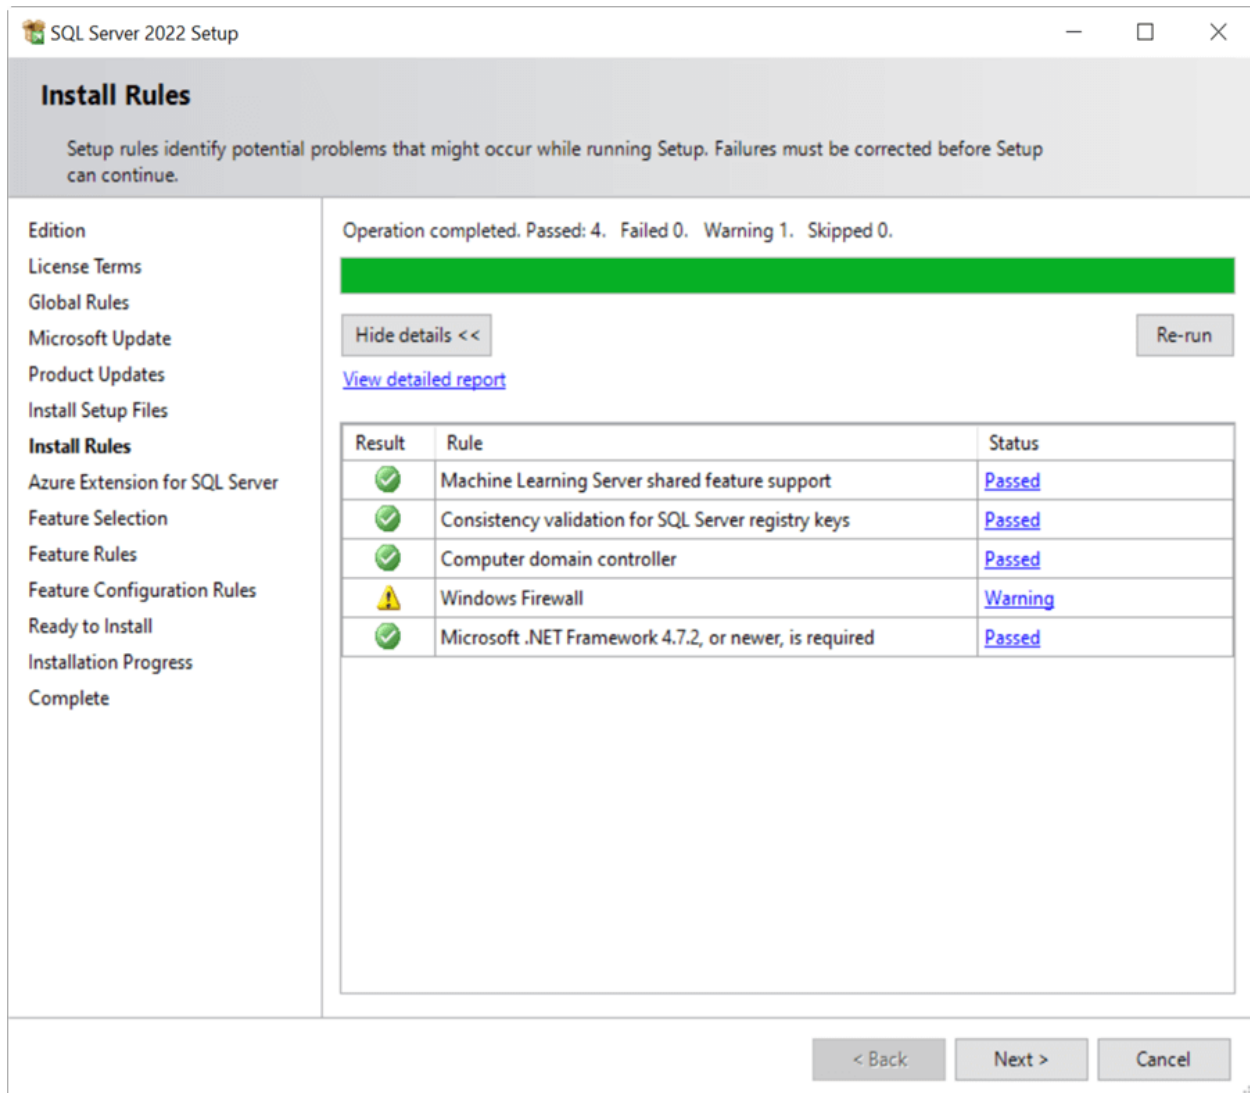 SQL Server 2022 Setup
Install Rules
Setup rules identify potential problems that might occur while running Setup. Failures must be corrected before Setup
can continue.
Edition
License Terms
Global Rules
Microsoft Update
Product Updates
Install Setup Files
Install Rules
Azure Extension for SQL Server
Feature Selection
Feature Rules
Feature Configuration Rules
Ready to Install
Installation Progress
Complete
Operation completed. Passed: 4.   Failed 0.   Warning 1.   Skipped 0.
Hide details <<
Re-run
View detailed report
Result Rule Status
Machine Learning Server shared feature support Passed
Consistency validation for SQL Server registry keys Passed
Computer domain controller Passed
Windows Firewall Warning
Microsoft .NET Framework 4.7.2, or newer, is required Passed
< Back Next > Cancel